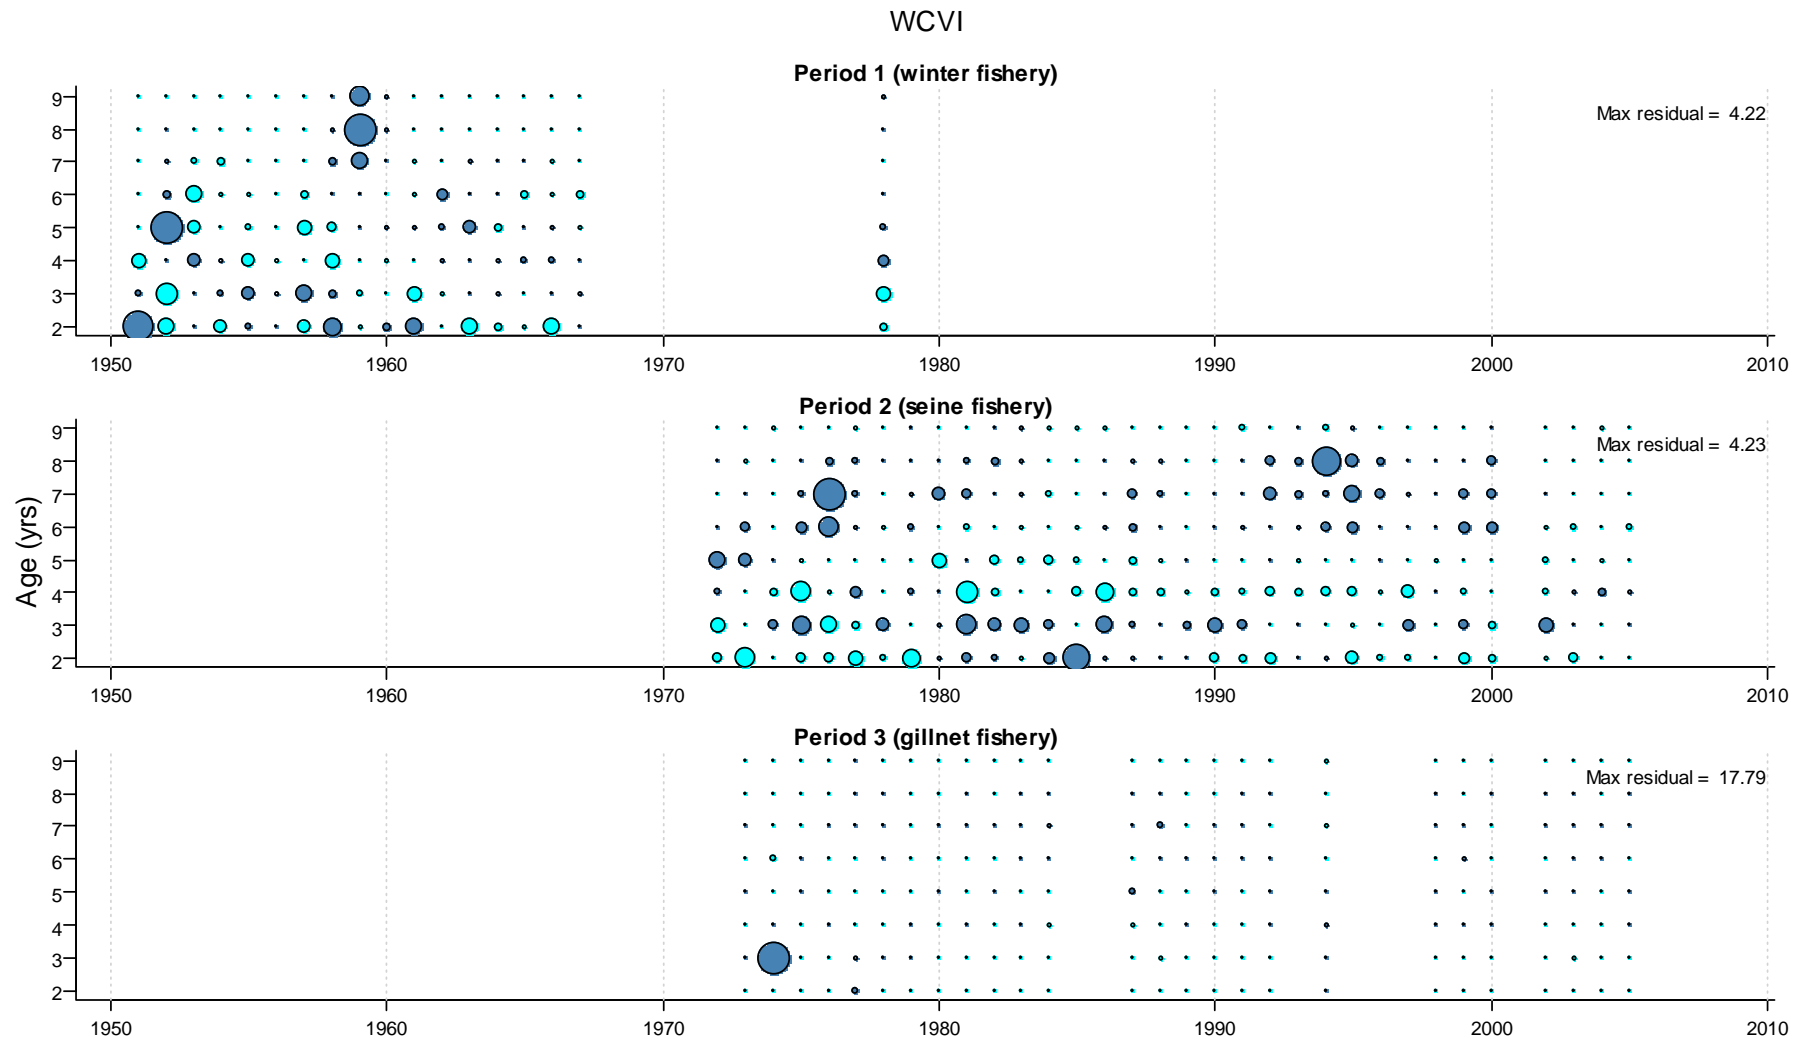 WCVI
Period 1 (winter fishery)
Max residual = 4.22
9
8
7
6
5
4
3
2
1950 1960 1970 1980 1990 2000 2010
Period 2 (seine fishery)
Max residual = 4.23
Age (yrs)
9
8
7
6
5
4
3
2
1950 1960 1970 1980 1990 2000 2010
Period 3 (gillnet fishery)
Max residual = 17.79
9
8
7
6
5
4
3
2
1950 1960 1970 1980 1990 2000 2010